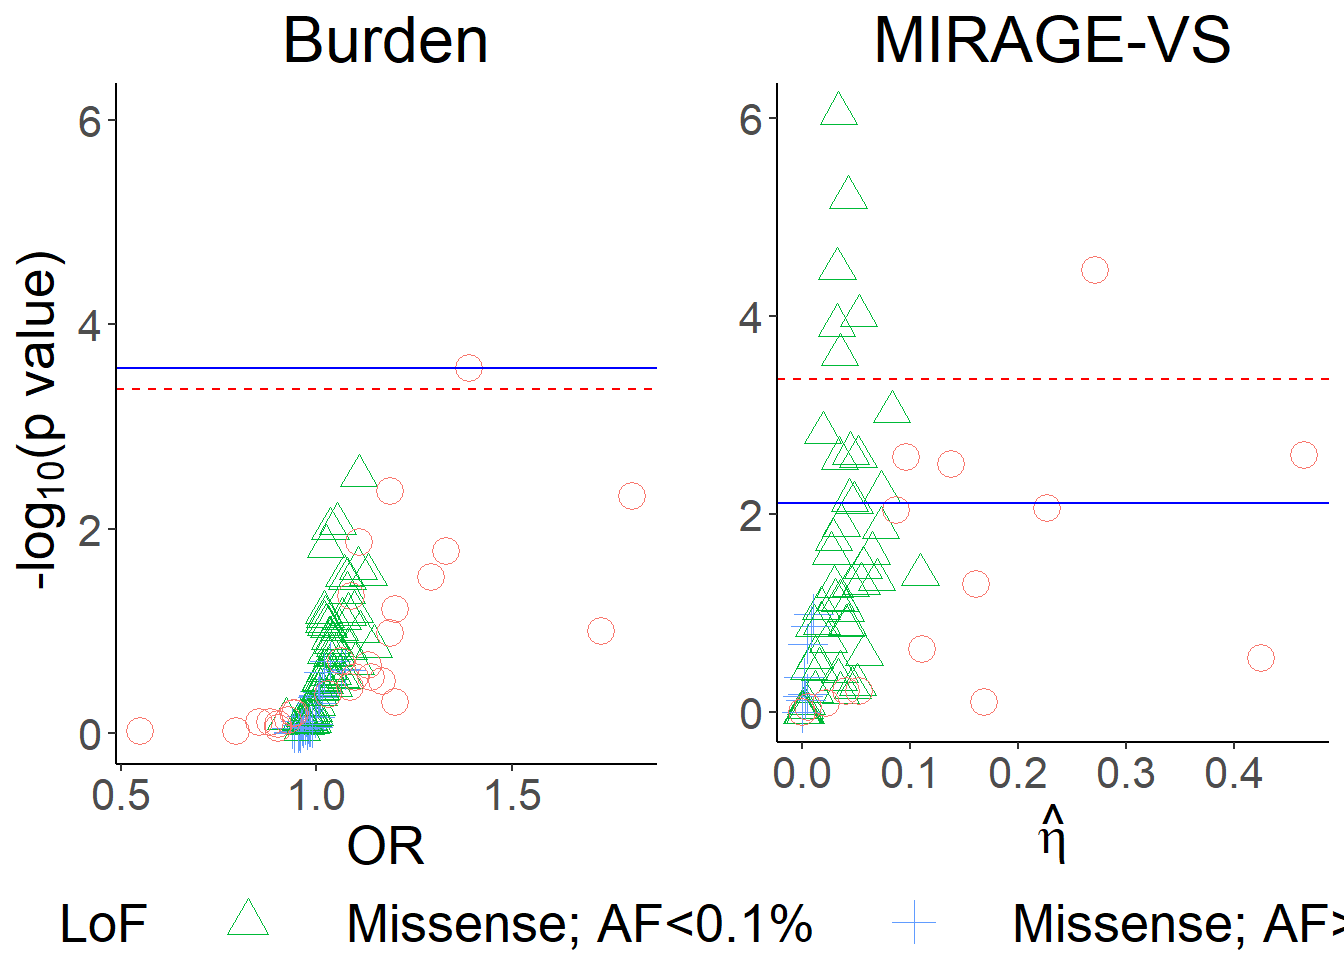 Burden
MIRAGE-VS
-log10(p value)
6
4
2
0
0.5 1.0 1.5
OR
6
4
2
0
0.0 0.1 0.2 0.3 0.4
η̂
LoF Missense; AF<0.1% Missense; AF>